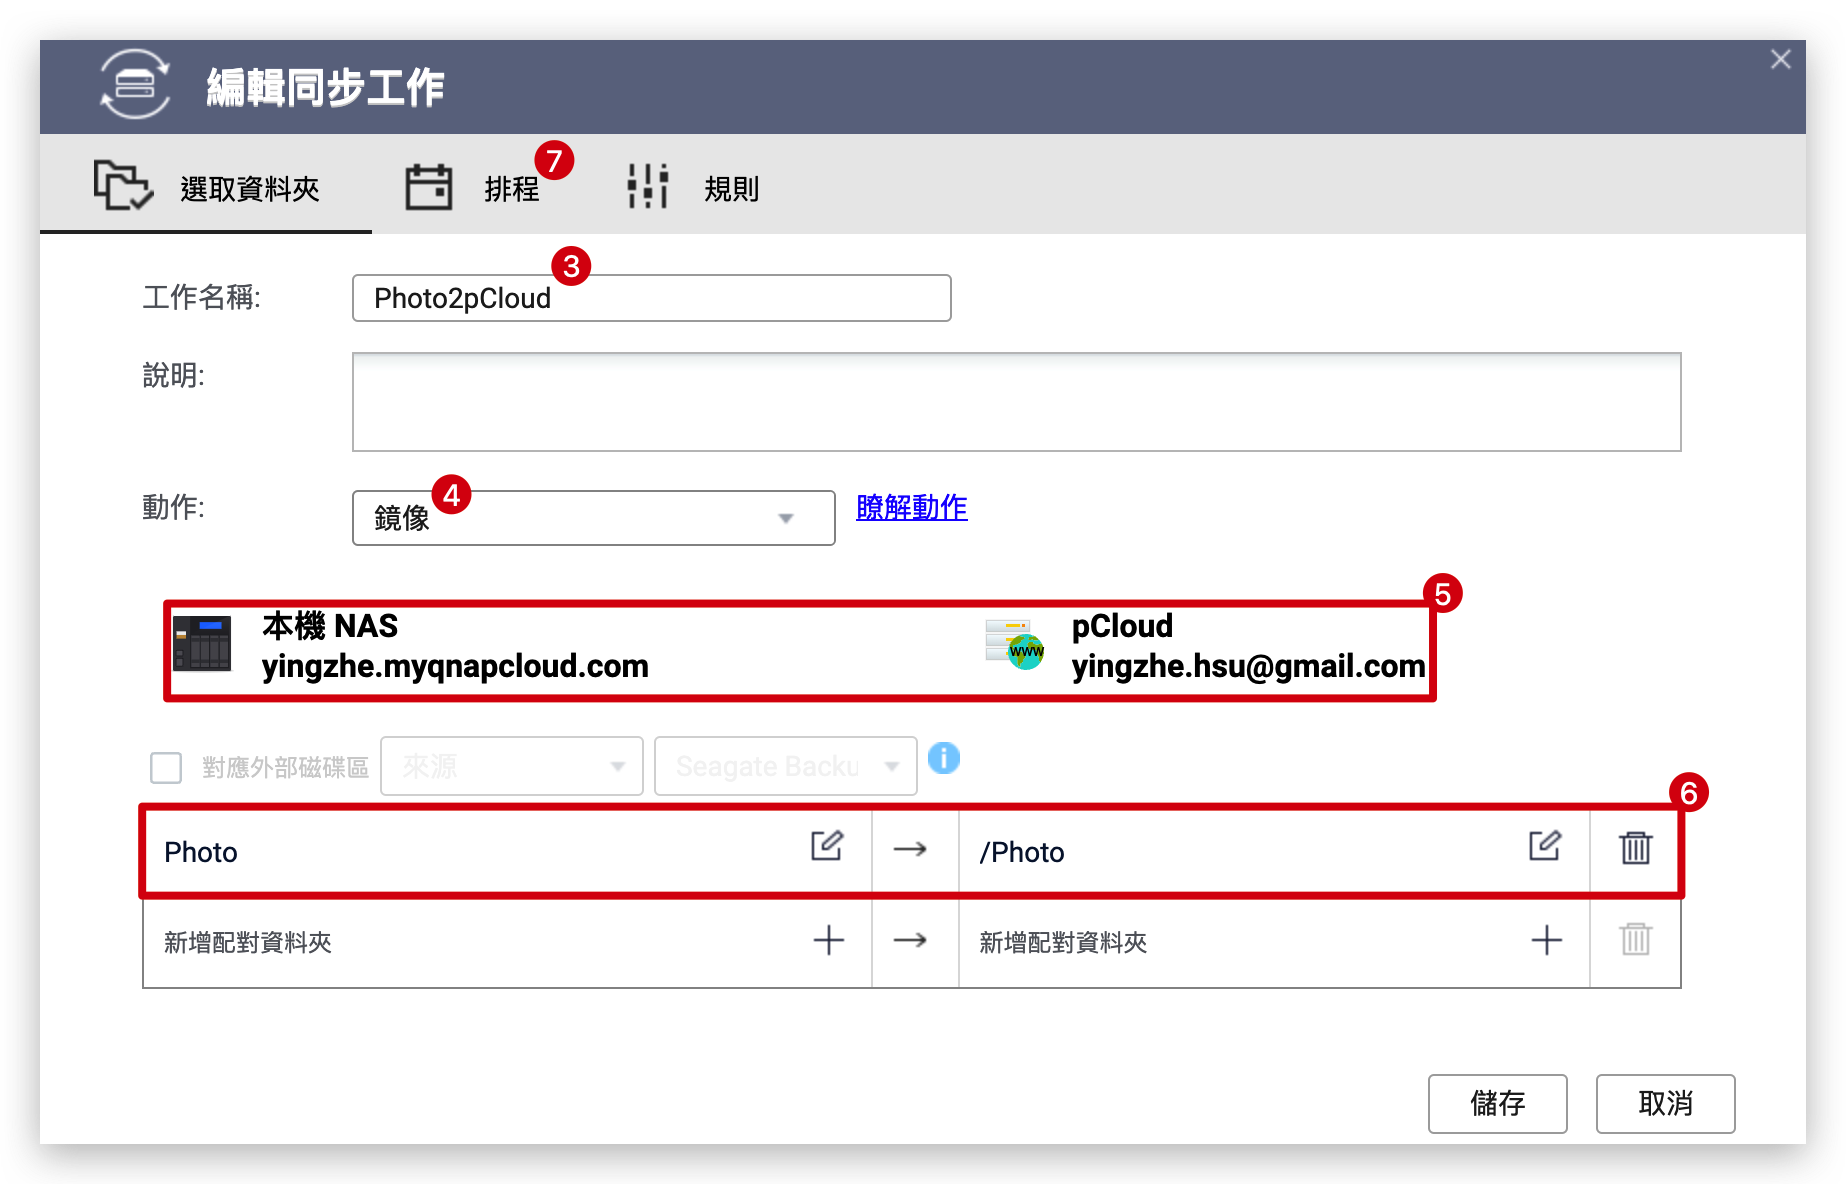 編輯同步工作
選取資料夾
排程
7
規則
工作名稱:
Photo2pCloud
3
說明:
動作:
鏡像
4
瞭解動作
5
本機 NAS
yingzhe.myqnapcloud.com
WWW
pCloud
yingzhe.hsu@gmail.com
對應外部磁碟區
來源
Seagate Backu
i
6
Photo
→
/Photo
新增配對資料夾
→
新增配對資料夾
儲存
取消